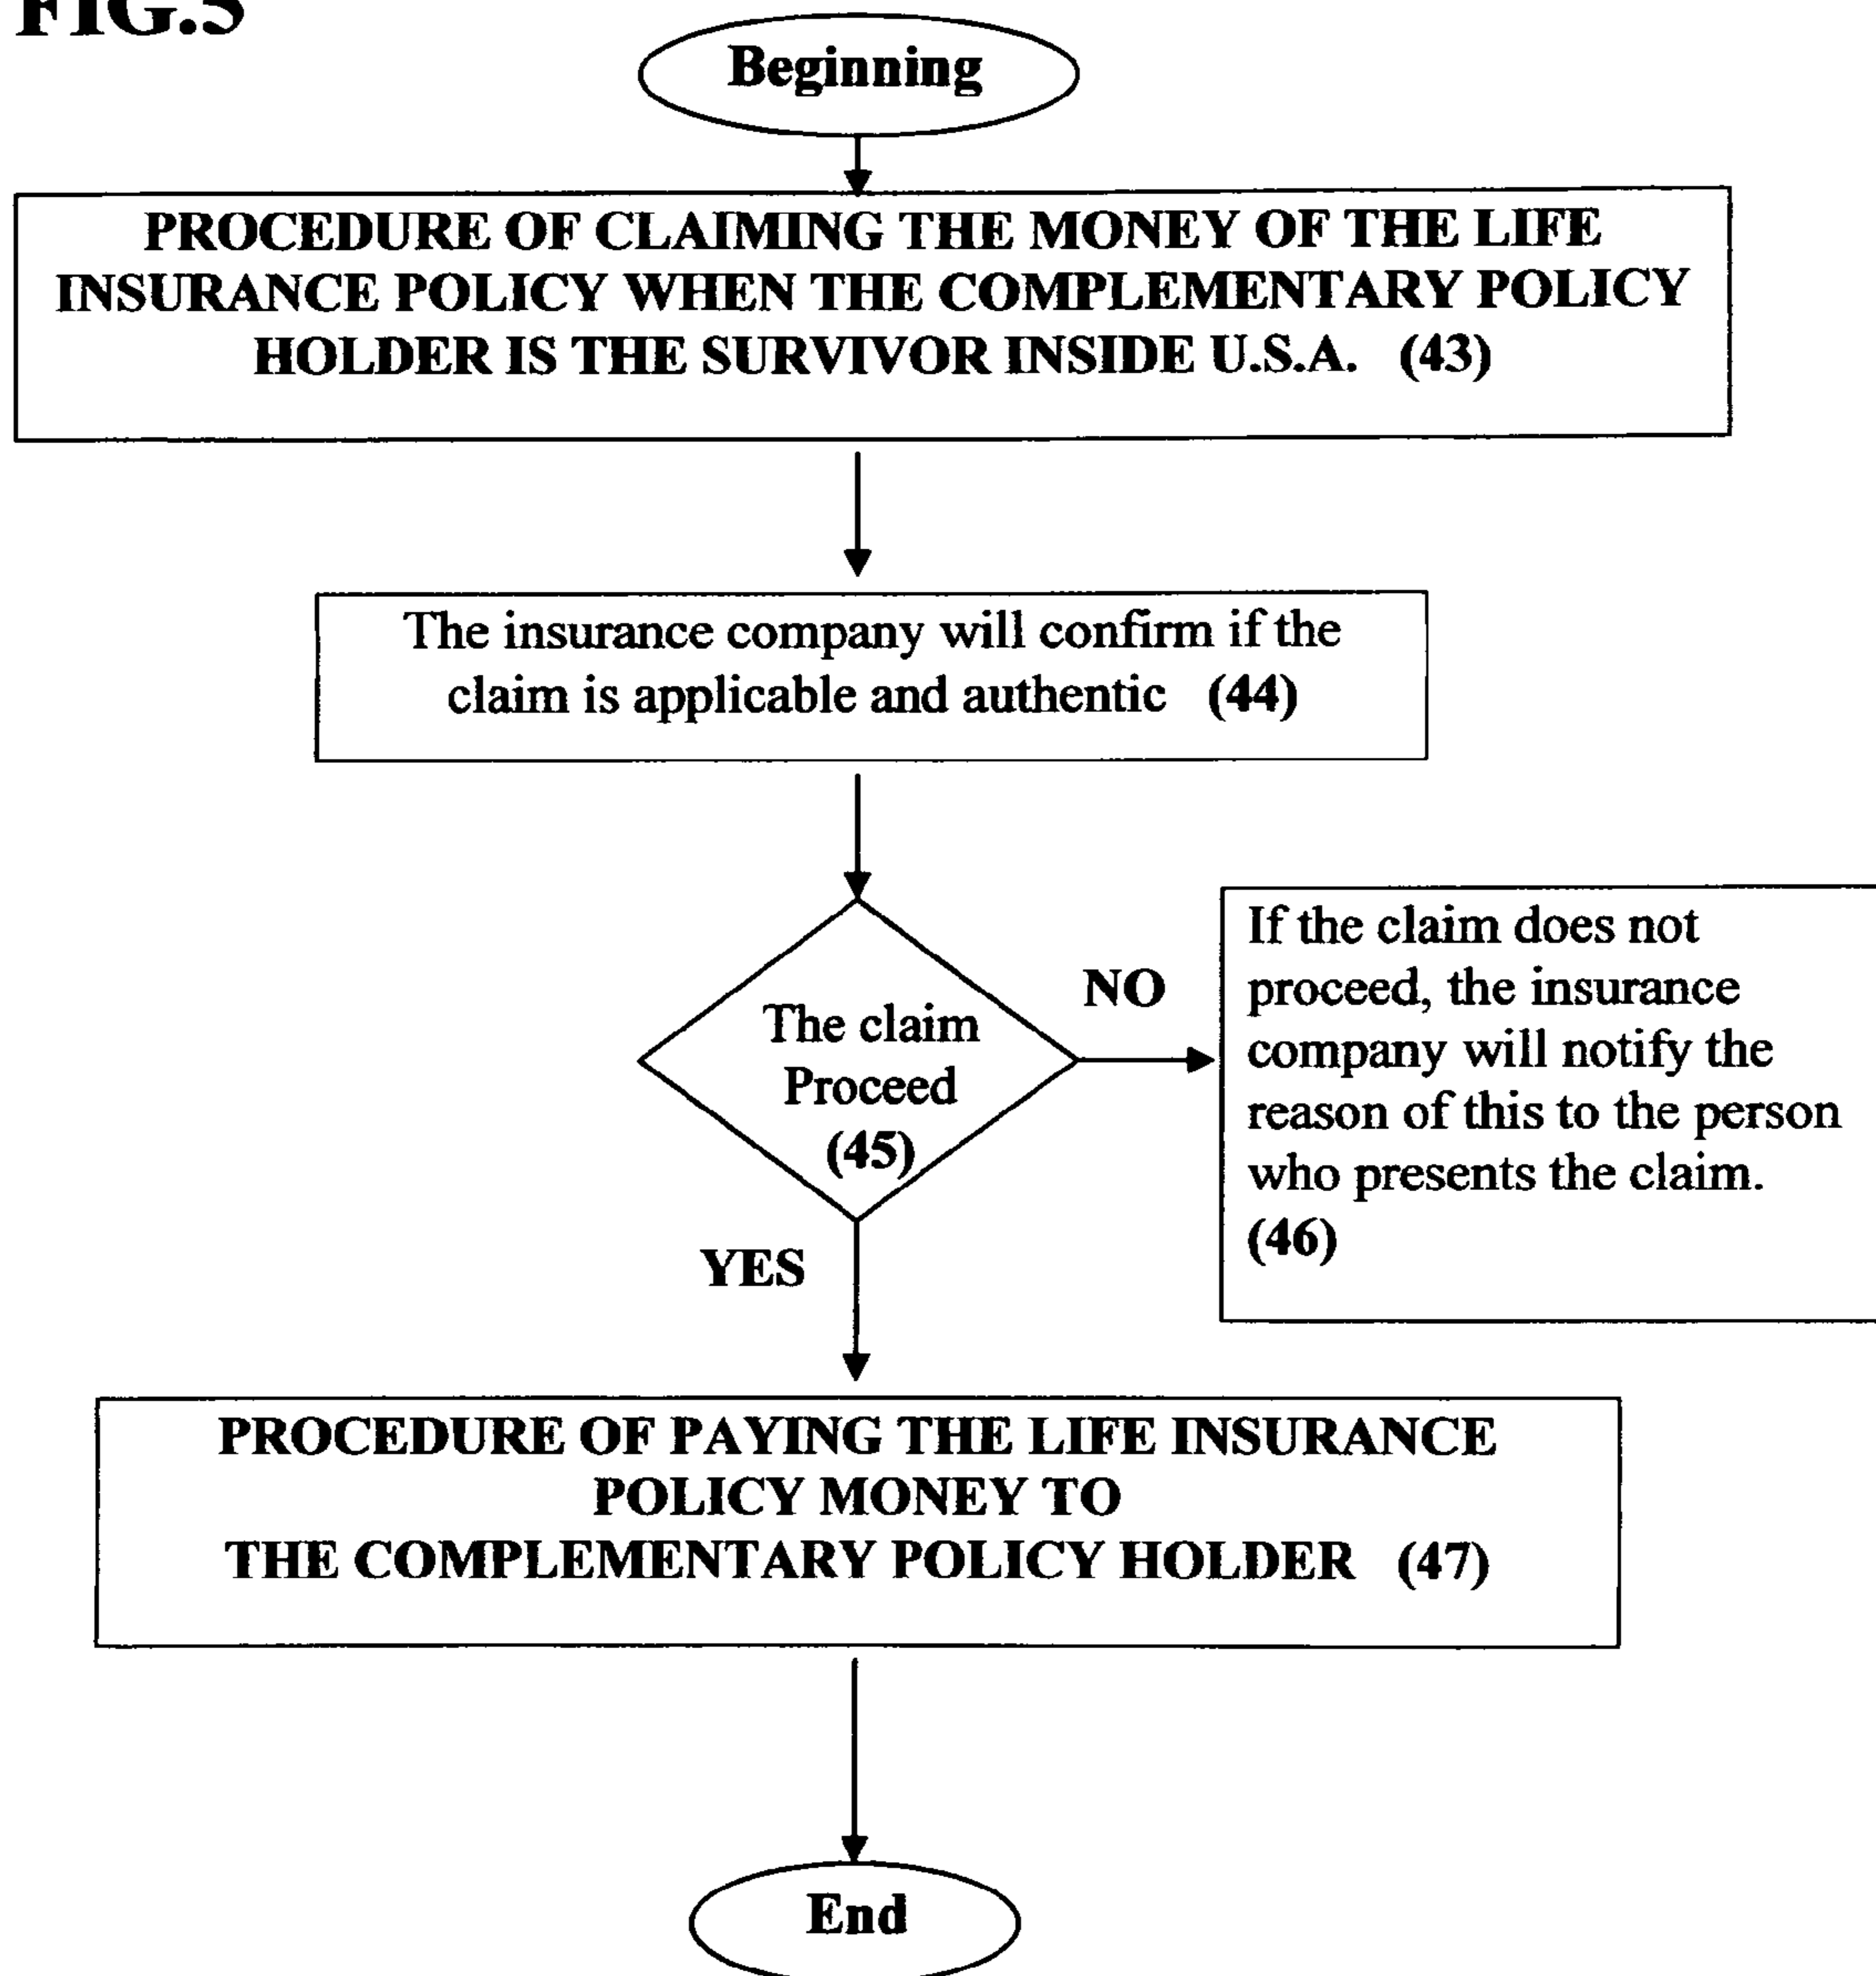 FIG.5
Beginning
PROCEDURE OF CLAIMING THE MONEY OF THE LIFE
INSURANCE POLICY WHEN THE COMPLEMENTARY POLICY
HOLDER IS THE SURVIVOR INSIDE U.S.A. (43)
The insurance company will confirm if the
claim is applicable and authentic (44)
The claim
Proceed
(45)
NO
If the claim does not
proceed, the insurance
company will notify the
reason of this to the person
who presents the claim.
(46)
YES
PROCEDURE OF PAYING THE LIFE INSURANCE
POLICY MONEY TO
THE COMPLEMENTARY POLICY HOLDER (47)
End